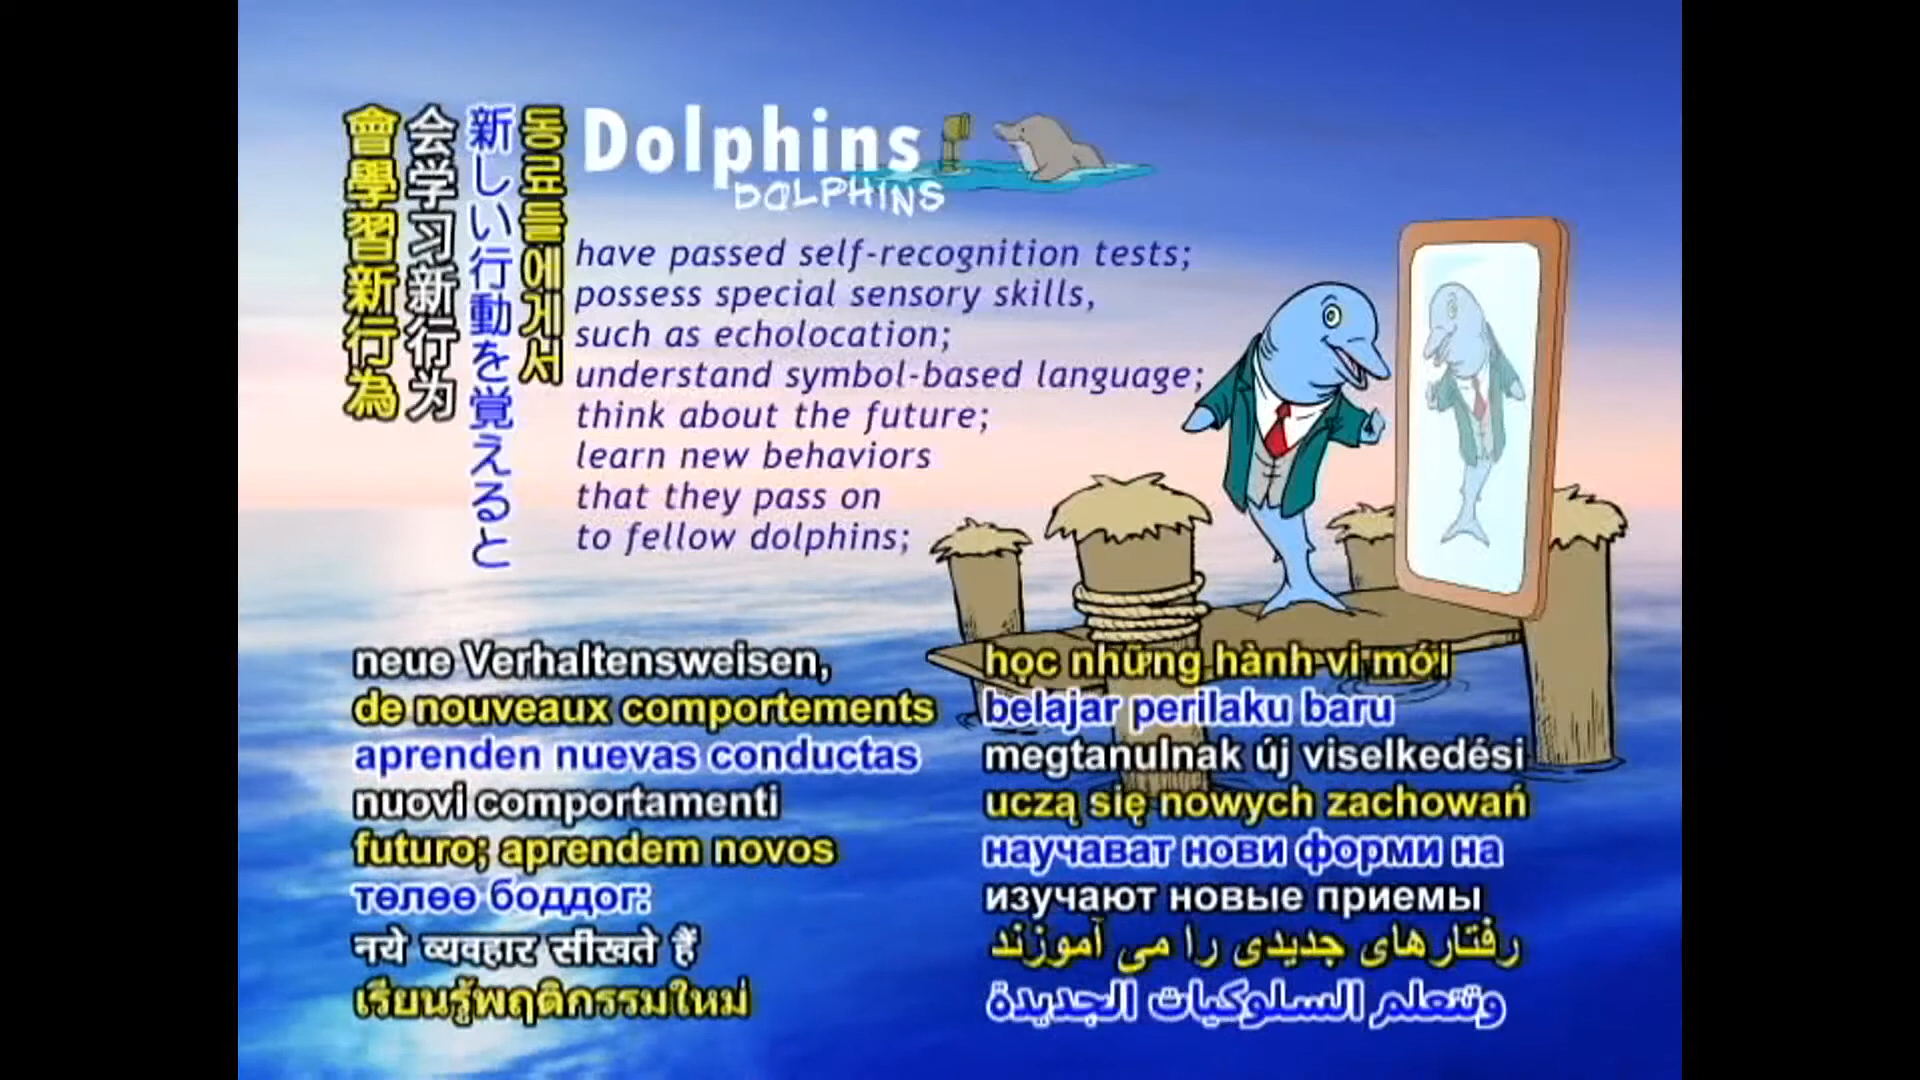 會學習新行為
会学习新行为
新しい行動を覚えると
동료들에게서
Dolphins
DOLPHINS
have passed self-recognition tests;
possess special sensory skills,
such as echolocation;
understand symbol-based language;
think about the future;
learn new behaviors
that they pass on
to fellow dolphins;
neue Verhaltensweisen,
de nouveaux comportements
aprenden nuevas conductas
nuovi comportamenti
futuro; aprendem novos
төлөө боддог:
नये व्यवहार सीखते हैं
เรียนรู้พฤติกรรมใหม่
học những hành vi mới
belajar perilaku baru
megtanulnak új viselkedési
uczą się nowych zachowań
научават нови форми на
изучают новые приемы
رفتارهای جدیدی را می آموزند
وتتعلم السلوكيات الجديدة